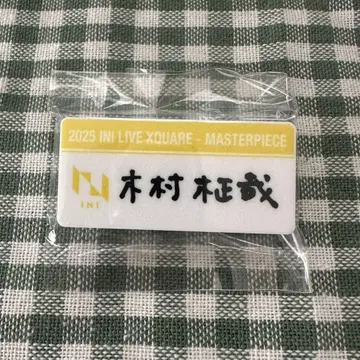 2025 INI LIVE XQUARE - MASTERPIECE
木村 柾哉
INI